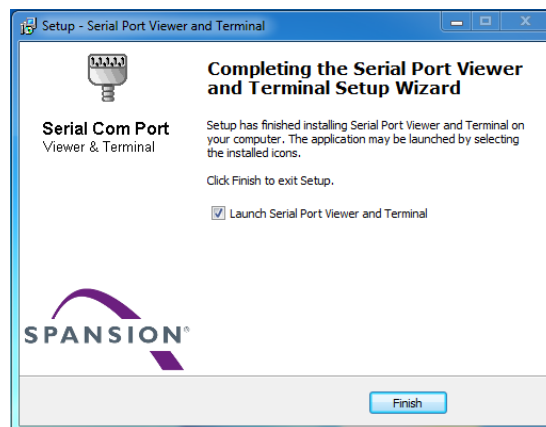 Setup - Serial Port Viewer and Terminal
Completing the Serial Port Viewer
and Terminal Setup Wizard
Serial Com Port
Viewer & Terminal
Setup has finished installing Serial Port Viewer and Terminal on
your computer. The application may be launched by selecting
the installed icons.
Click Finish to exit Setup.
Launch Serial Port Viewer and Terminal
SPANSION®
Finish